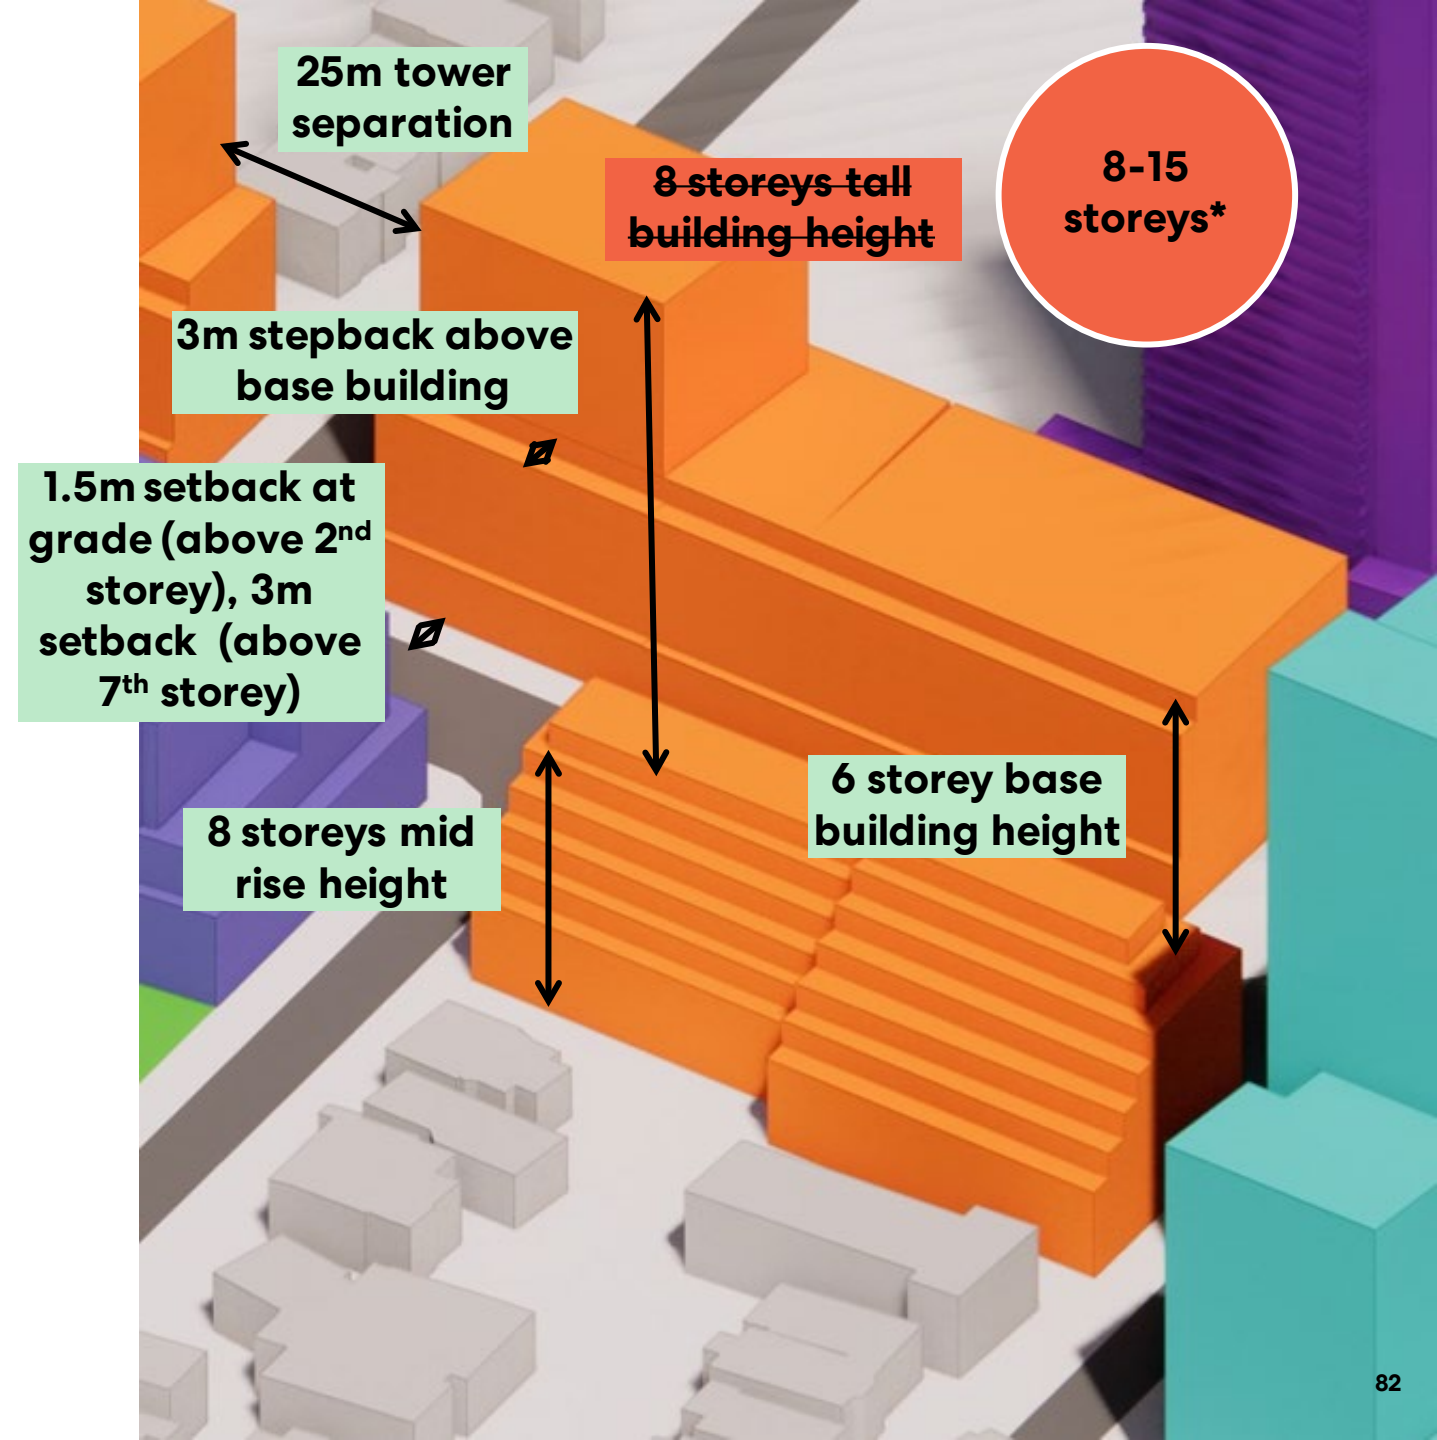 25m tower
separation
8 storeys tall
building height
8-15
storeys*
3m stepback above
base building
1.5m setback at
grade (above 2nd
storey), 3m
setback (above
7th storey)
6 storey base
building height
8 storeys mid
rise height
82